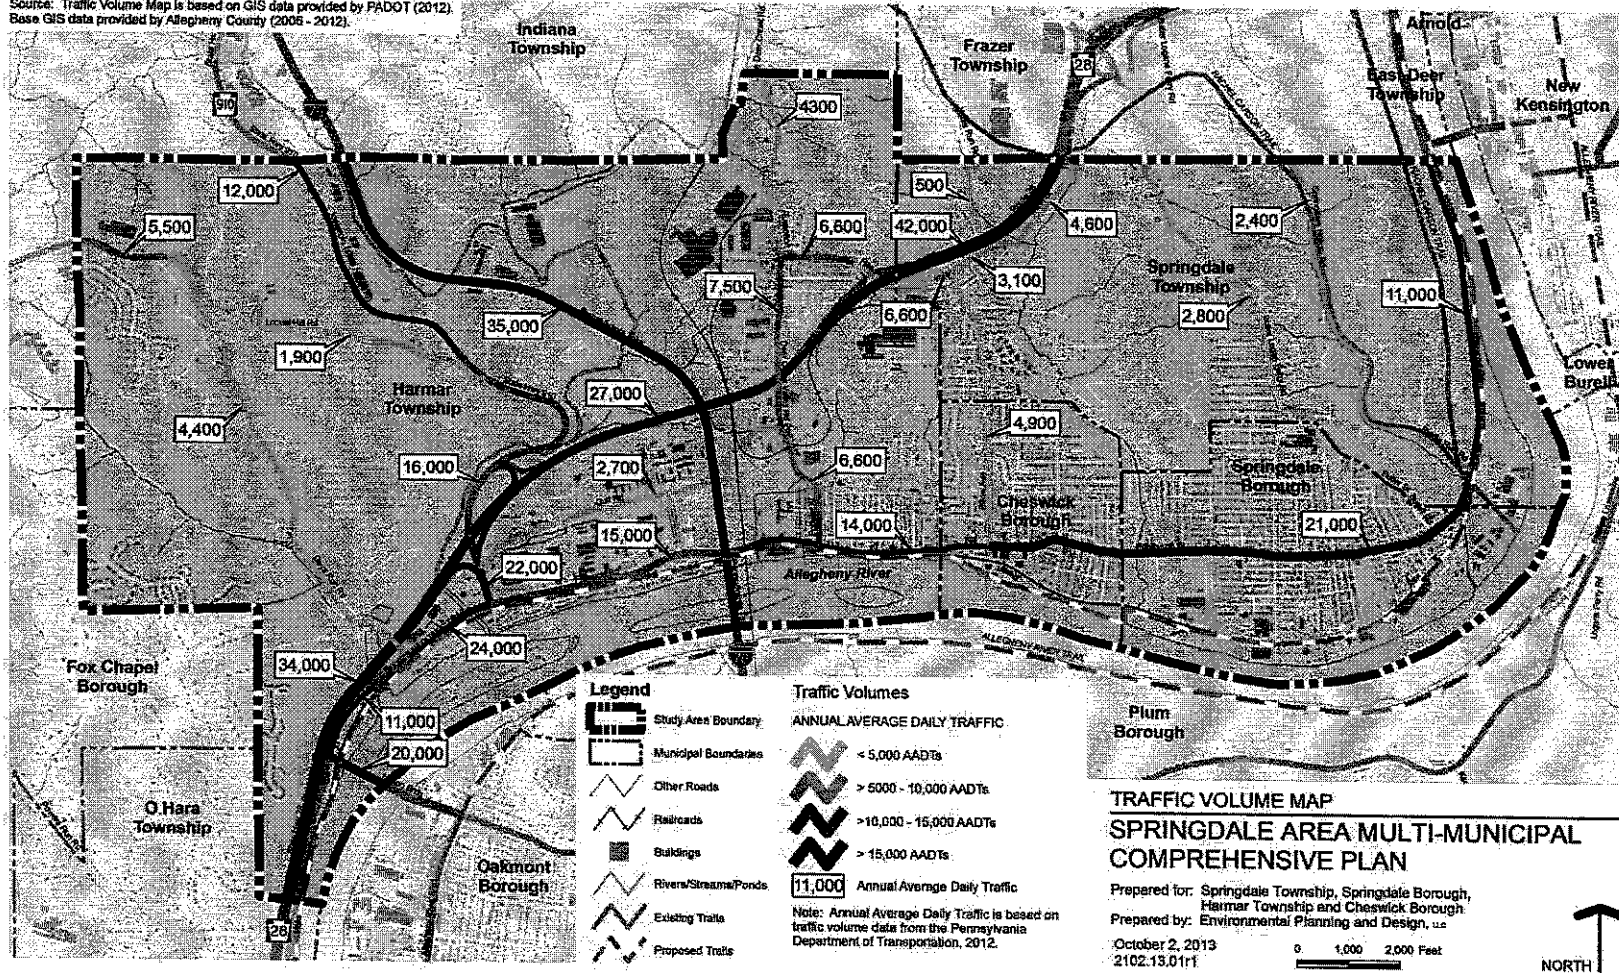 Source: Traffic Volume Map is based on GIS data provided by PADOT (2012).
Base GIS data provided by Allegheny County (2006 - 2012).
Indiana
Township
Frazer
Township
28
Arnold
East Deer
Township
New
Kensington
910
4300
RACHEL CARSON TRAIL
12,000
5,500
500
42,000
6,600
4,600
2,400
3,100
Springdale
Township
7,500
6,600
2,800
11,000
35,000
1,900
Harmar
Township
27,000
Lower
Burell
4,400
4,900
16,000
2,700
6,600
Springdale
Borough
Cheswick
Borough
15,000
14,000
21,000
22,000
Allegheny River
24,000
ALLEGHENY RIVER TRAIL
Fox Chapel
Borough
34,000
11,000
20,000
Plum
Borough
O Hara
Township
Oakmont
Borough
28
Legend
Study Area Boundary
Municipal Boundaries
Other Roads
Railroads
Buildings
Rivers/Streams/Ponds
Existing Trails
Proposed Trails
Traffic Volumes
ANNUAL AVERAGE DAILY TRAFFIC
< 5,000 AADTs
> 5000 - 10,000 AADTs
>10,000 - 15,000 AADTs
> 15,000 AADTs
11,000 Annual Average Daily Traffic
Note: Annual Average Daily Traffic is based on
traffic volume data from the Pennsylvania
Department of Transportation, 2012.
TRAFFIC VOLUME MAP
SPRINGDALE AREA MULTI-MUNICIPAL
COMPREHENSIVE PLAN
Prepared for: Springdale Township, Springdale Borough,
Harmar Township and Cheswick Borough
Prepared by: Environmental Planning and Design, LLC
October 2, 2013
2102.13.01r1
0 1,000 2,000 Feet
NORTH